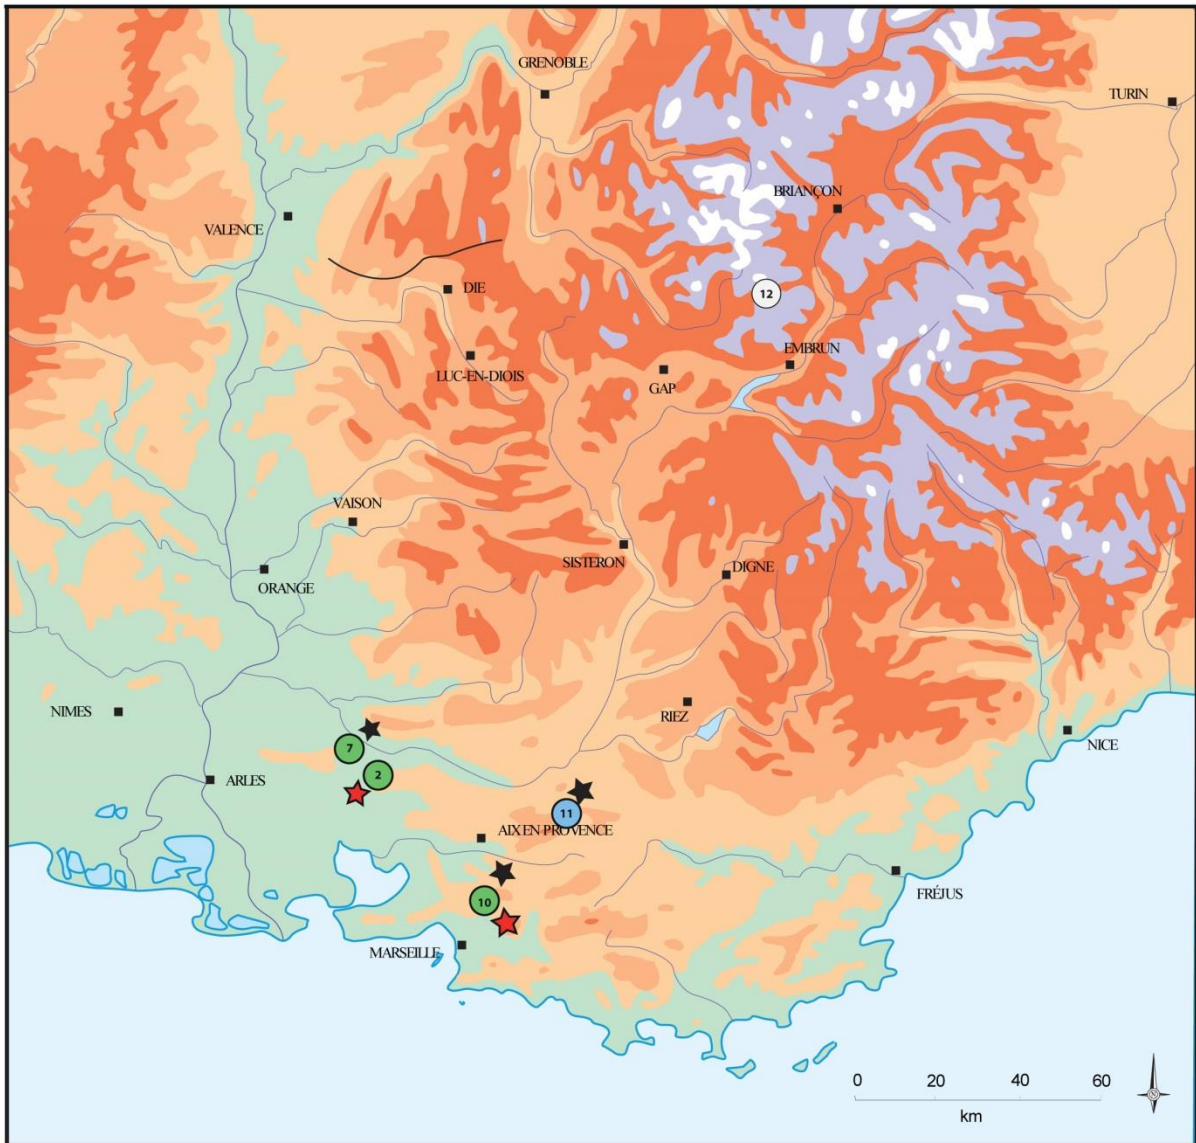 GRENOBLE
TURIN
BRIANÇON
VALENCE
DIE
12
EMBRUN
LUC-EN-DIOIS
GAP
VAISON
SISTERON
DIGNE
ORANGE
NIMES
RIEZ
NICE
7
2
ARLES
11
AIX EN PROVENCE
FRÉJUS
10
MARSEILLE
0 20 40 60
km
N